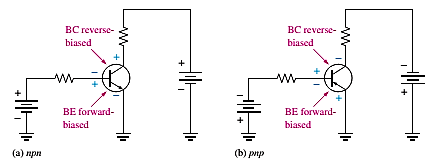 BC reverse-
biased
+
+
−
+
+
−
+
−
−
BE forward-
biased
(a) npn
BC reverse-
biased
−
−
+
−
−
+
+
+
BE forward-
biased
(b) pnp